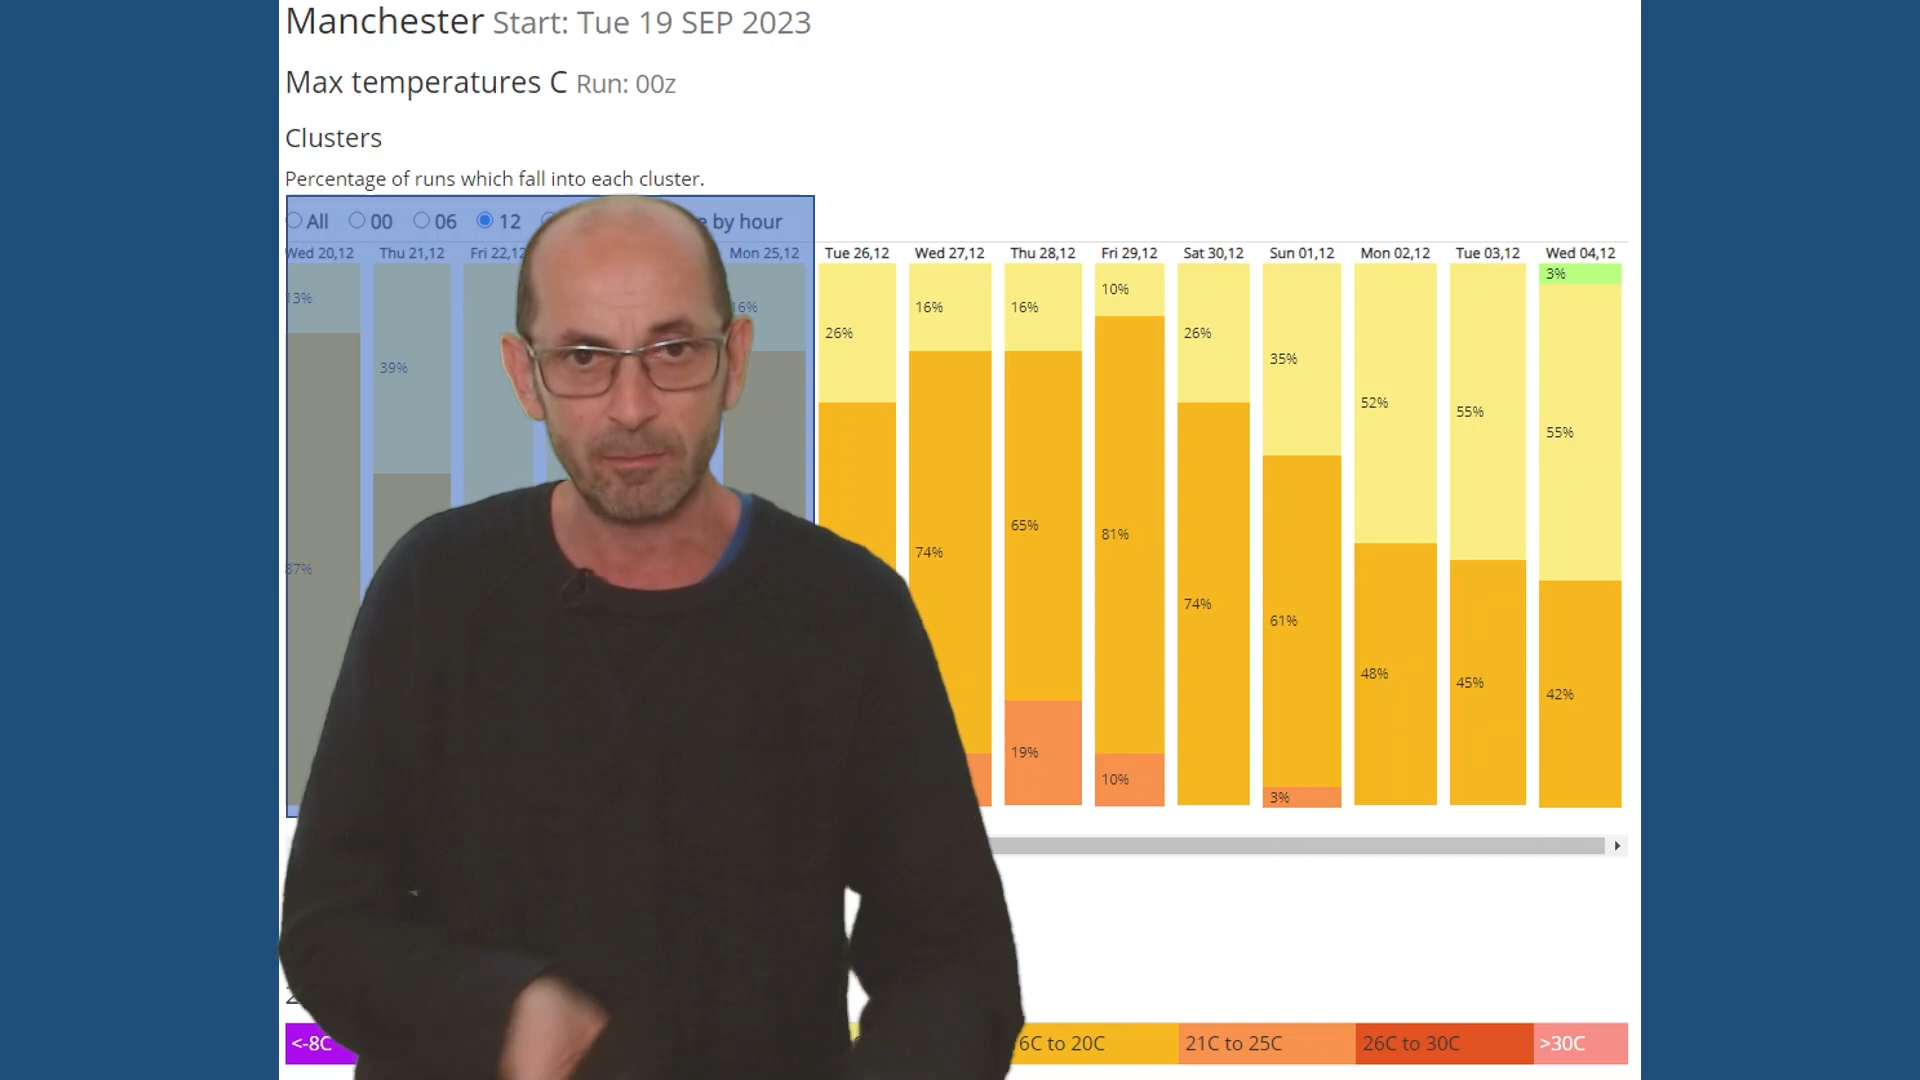 Manchester Start: Tue 19 SEP 2023
Max temperatures C Run: 00z
Clusters
Percentage of runs which fall into each cluster.
All 00 06 12 by hour
Wed 20,12 Thu 21,12 Fri 22,12 Mon 25,12 Tue 26,12 Wed 27,12 Thu 28,12 Fri 29,12 Sat 30,12 Sun 01,12 Mon 02,12 Tue 03,12 Wed 04,12
3%
10%
13% 16% 16% 16%
26% 26%
35%
39%
52% 55%
55%
65%
81%
74%
87%
74%
61%
48%
45%
42%
19%
10%
3%
<-8C 6C to 20C 21C to 25C 26C to 30C >30C